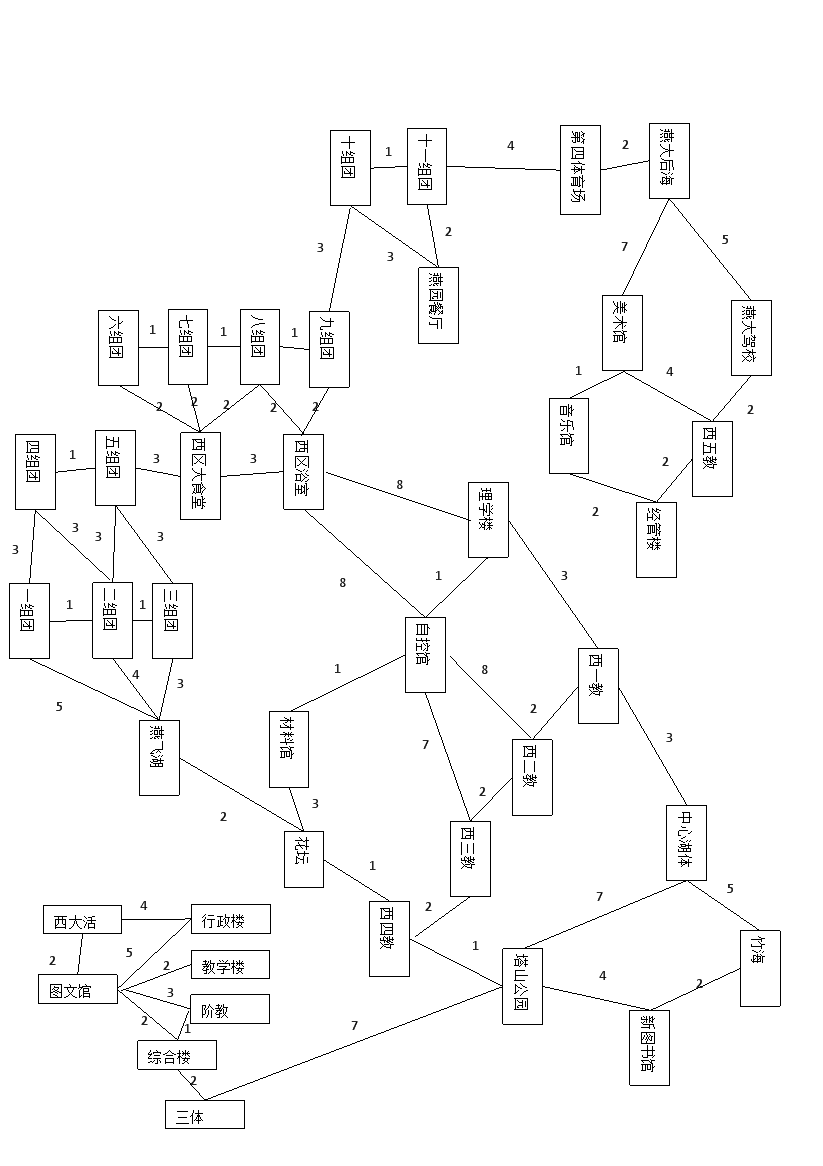 十组团
1
十一组团
4
第四体育场
2
燕大后海
3
3
2
燕园餐厅
7
5
美术馆
燕大驾校
六组团
1
七组团
1
八组团
1
九组团
2
2
2
2
2
1
4
2
音乐馆
西五教
2
2
经管楼
四组团
1
五组团
3
西区大食堂
3
西区浴室
8
理学楼
3
3
3
3
8
1
3
一组团
1
二组团
1
三组团
自控馆
西一教
5
4
3
1
8
2
3
燕飞湖
材料馆
7
西二教
2
2
3
花坛
西三教
中心湖体
1
2
7
5
西四教
1
塔山公园
竹海
4
2
新图书馆
7
西大活
4
行政楼
2
5
2
教学楼
图文馆
3
阶教
2
1
综合楼
2
三体